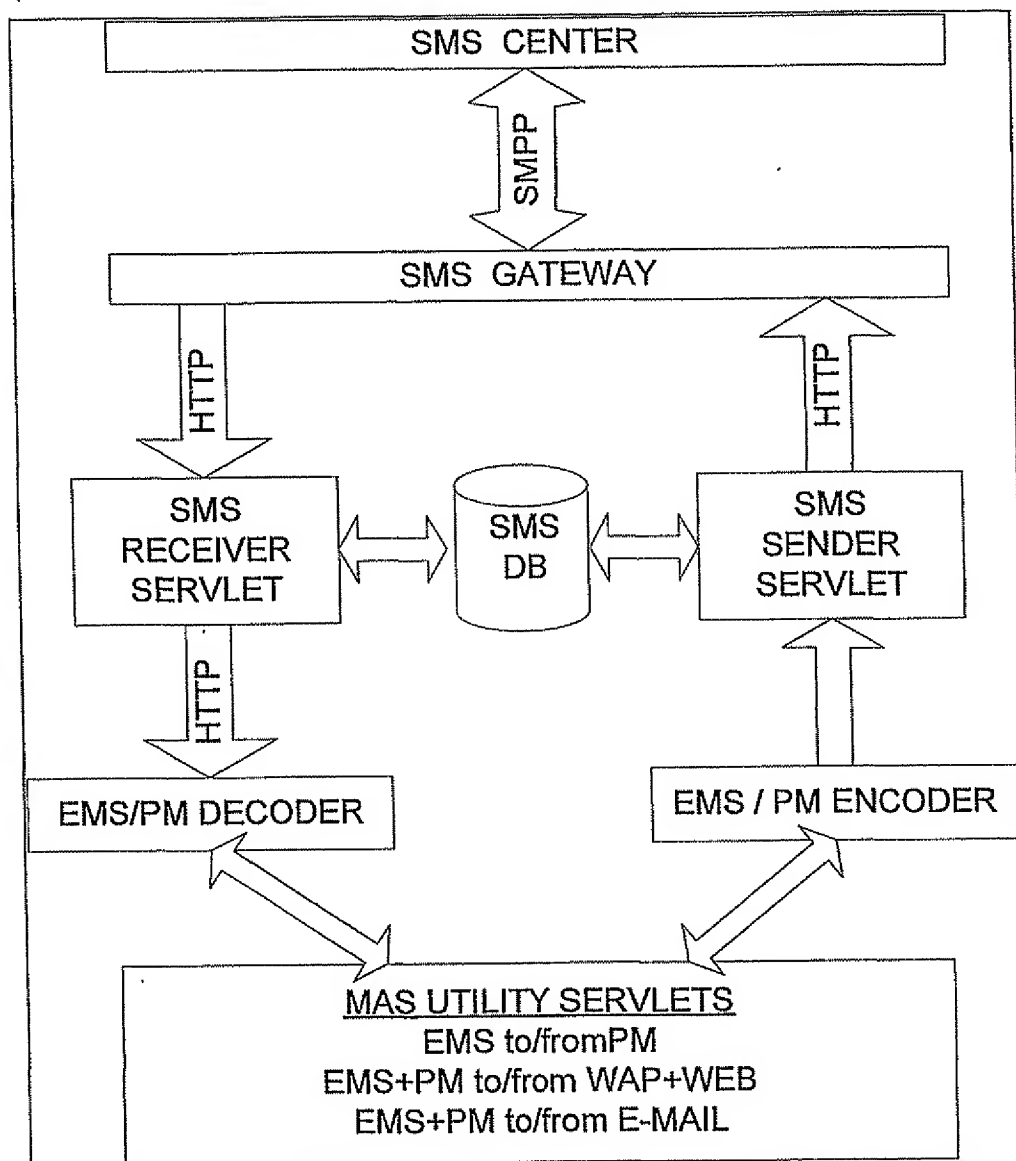 SMS CENTER
SMPP
SMS GATEWAY
HTTP
HTTP
SMS
RECEIVER
SERVLET
SMS
DB
SMS
SENDER
SERVLET
HTTP
EMS/PM DECODER
EMS / PM ENCODER
MAS UTILITY SERVLETS
EMS to/fromPM
EMS+PM to/from WAP+WEB
EMS+PM to/from E-MAIL